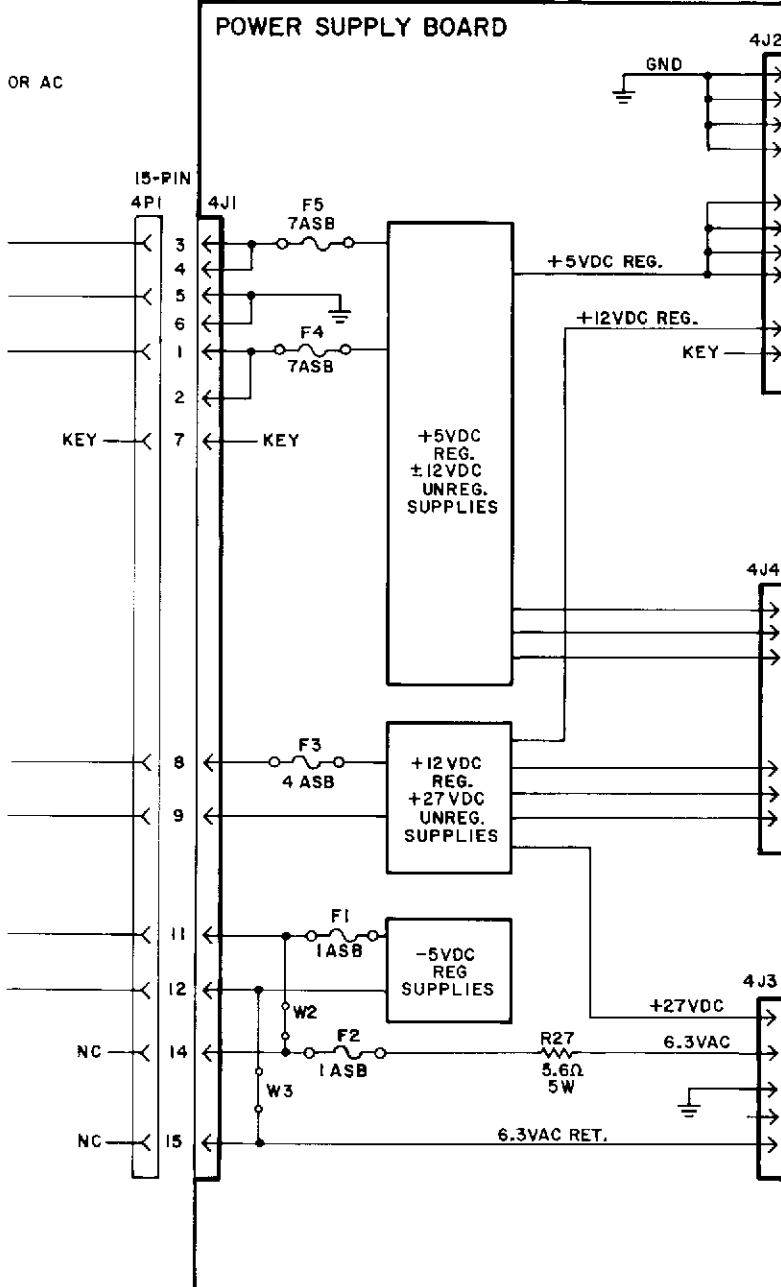 POWER SUPPLY BOARD
4J2
GND
OR AC
15-PIN
4P1
4J1
F5
7ASB
3
4
5
6
F4
1
7ASB
2
KEY
7
KEY
+5VDC REG.
+12VDC REG.
KEY
+5VDC
REG.
±12VDC
UNREG.
SUPPLIES
4J4
F3
8
4 ASB
9
+12VDC
REG.
+27VDC
UNREG.
SUPPLIES
F1
11
1ASB
12
-5VDC
REG
SUPPLIES
4J3
W2
+27VDC
F2
R27
6.3VAC
NC
14
1 ASB
5.6Ω
5W
W3
NC
15
6.3VAC RET.